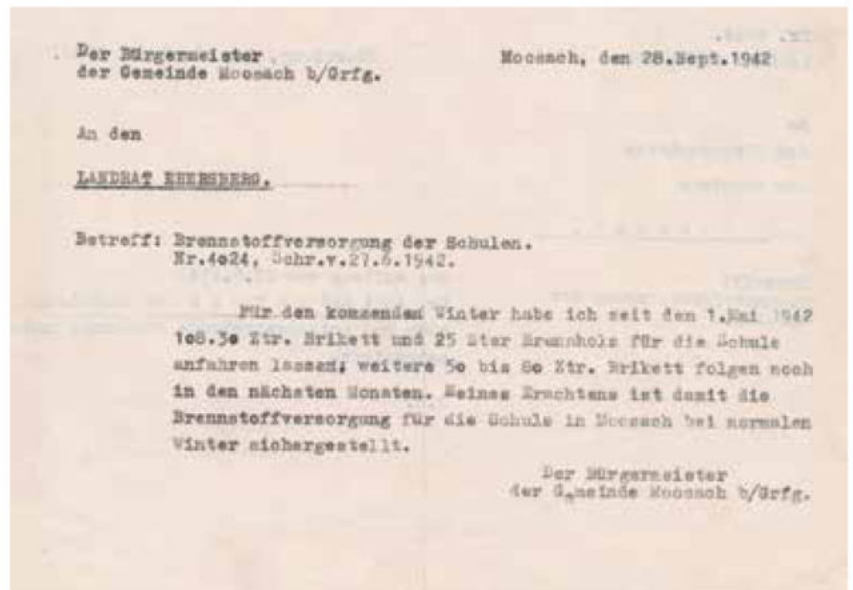 Der Bürgermeister
der Gemeinde Moosach b/Grfg.
Moosach, den 28.Sept.1942
An den
LANDRAT EBERSBERG.
Betreff: Brennstoffversorgung der Schulen.
Nr.4o24, Schr.v.27.6.1942.
Für den kommenden Winter habe ich seit den 1.Mai 1942
1o8.3o Ztr. Brikett und 25 Ster Brennholz für die Schule
anfahren lassen; weitere 5o bis 6o Ztr. Brikett folgen noch
in den nächsten Monaten. Meines Erachtens ist damit die
Brennstoffversorgung für die Schule in Moosach bei normalen
Winter sichergestellt.
Der Bürgermeister
der Gemeinde Moosach b/Grfg.